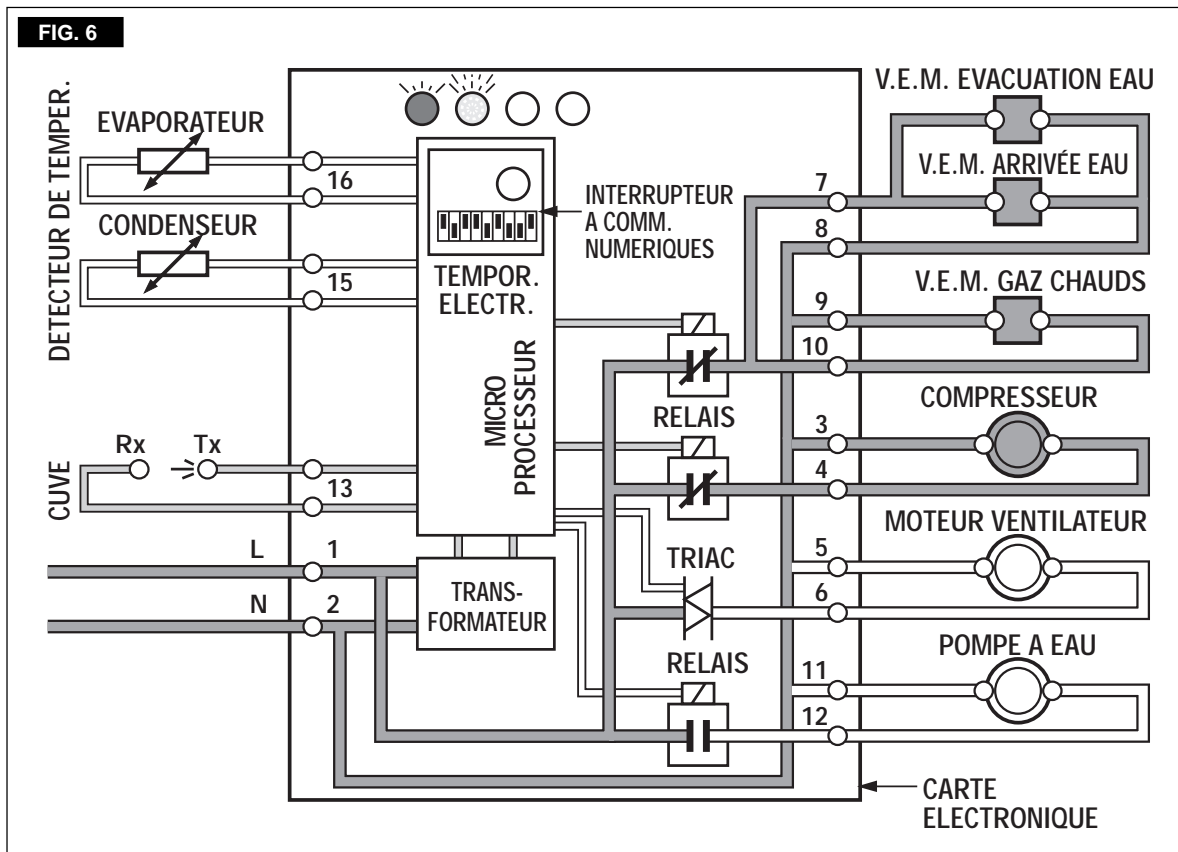 FIG. 6
DETECTEUR DE TEMPER.
EVAPORATEUR
16
CONDENSEUR
15
CUVE
Rx
Tx
13
L
1
N
2
INTERRUPTEUR
A COMM.
NUMERIQUES
TEMPOR.
ELECTR.
MICRO
PROCESSEUR
TRANS-
FORMATEUR
RELAIS
TRIAC
RELAIS
V.E.M. EVACUATION EAU
V.E.M. ARRIVÉE EAU
7
8
V.E.M. GAZ CHAUDS
9
10
COMPRESSEUR
3
4
MOTEUR VENTILATEUR
5
6
POMPE A EAU
11
12
CARTE
ELECTRONIQUE